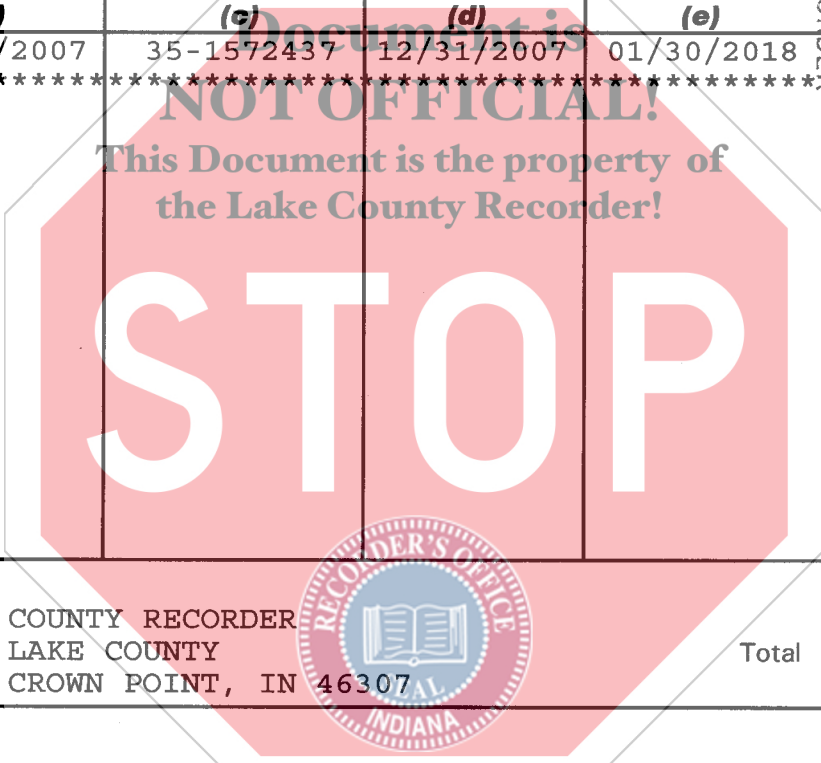 ) (c) (d) (e)
Document is
/2007 35-1572437 12/31/2007 01/30/2018
*****************************************
NOT OFFICIAL!
This Document is the property of
the Lake County Recorder!
STOP
RECORDER'S OFFICE
COUNTY RECORDER
LAKE COUNTY Total
CROWN POINT, IN 46307
SEAL
INDIANA